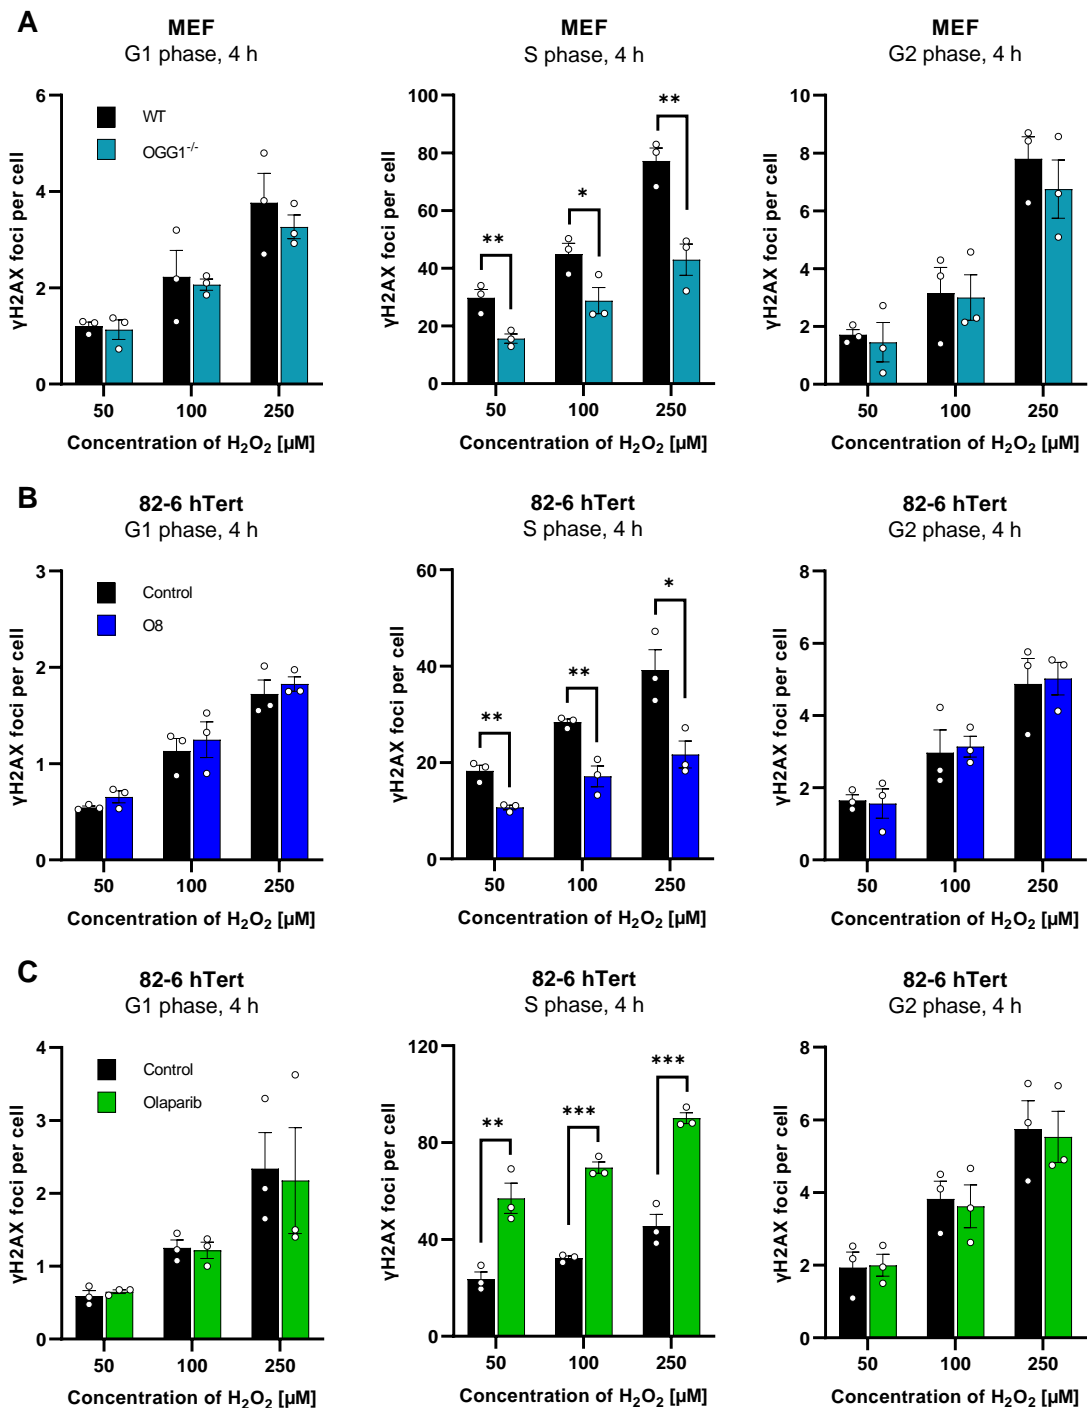 A
MEF
G1 phase, 4 h
γH2AX foci per cell
6
4
2
0
WT
OGG1⁻/⁻
50 100 250
Concentration of H₂O₂ [µM]
MEF
S phase, 4 h
γH2AX foci per cell
100
80
60
40
20
0
**
*
**
50 100 250
Concentration of H₂O₂ [µM]
MEF
G2 phase, 4 h
γH2AX foci per cell
10
8
6
4
2
0
50 100 250
Concentration of H₂O₂ [µM]
B
82-6 hTert
G1 phase, 4 h
γH2AX foci per cell
3
2
1
0
Control
O8
50 100 250
Concentration of H₂O₂ [µM]
82-6 hTert
S phase, 4 h
γH2AX foci per cell
60
40
20
0
**
**
*
50 100 250
Concentration of H₂O₂ [µM]
82-6 hTert
G2 phase, 4 h
γH2AX foci per cell
8
6
4
2
0
50 100 250
Concentration of H₂O₂ [µM]
C
82-6 hTert
G1 phase, 4 h
γH2AX foci per cell
4
3
2
1
0
Control
Olaparib
50 100 250
Concentration of H₂O₂ [µM]
82-6 hTert
S phase, 4 h
γH2AX foci per cell
120
80
40
0
**
***
***
50 100 250
Concentration of H₂O₂ [µM]
82-6 hTert
G2 phase, 4 h
γH2AX foci per cell
8
6
4
2
0
50 100 250
Concentration of H₂O₂ [µM]